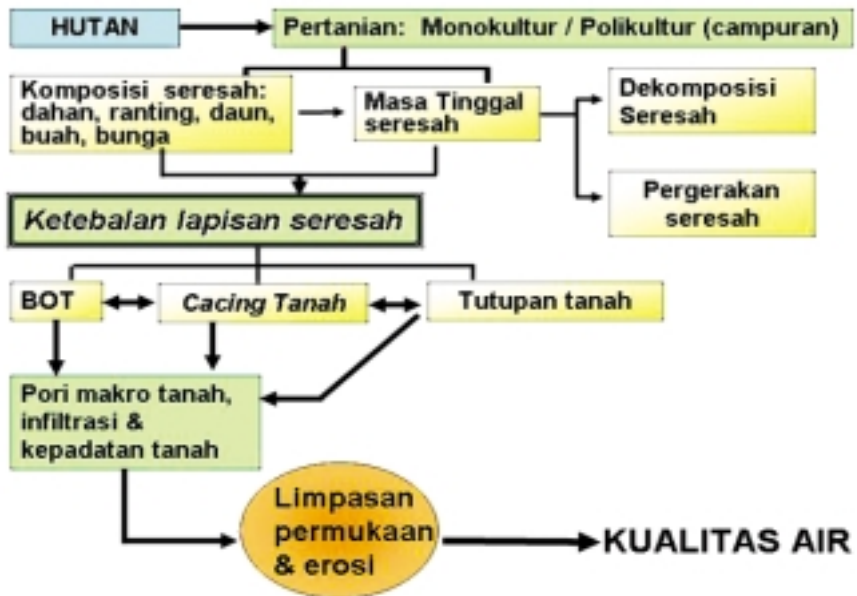 HUTAN
Pertanian: Monokultur / Polikultur (campuran)
Komposisi seresah:
dahan, ranting, daun,
buah, bunga
Masa Tinggal
seresah
Dekomposisi
Seresah
Pergerakan
seresah
Ketebalan lapisan seresah
BOT
Cacing Tanah
Tutupan tanah
Pori makro tanah,
infiltrasi &
kepadatan tanah
Limpasan
permukaan
& erosi
KUALITAS AIR